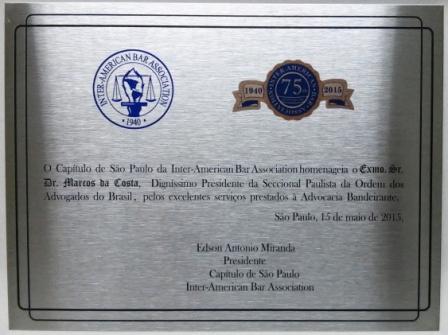 INTER-AMERICAN BAR ASSOCIATION
· 1940 ·
INTER-AMERICAN
1940 75 2015
O Capítulo de São Paulo da Inter-American Bar Association homenageia o Exmo. Sr.
Dr. Marcos da Costa, Digníssimo Presidente da Seccional Paulista da Ordem dos
Advogados do Brasil, pelos excelentes serviços prestados à Advocacia Bandeirante.
São Paulo, 15 de maio de 2015.
Edson Antonio Miranda
Presidente
Capítulo de São Paulo
Inter-American Bar Association